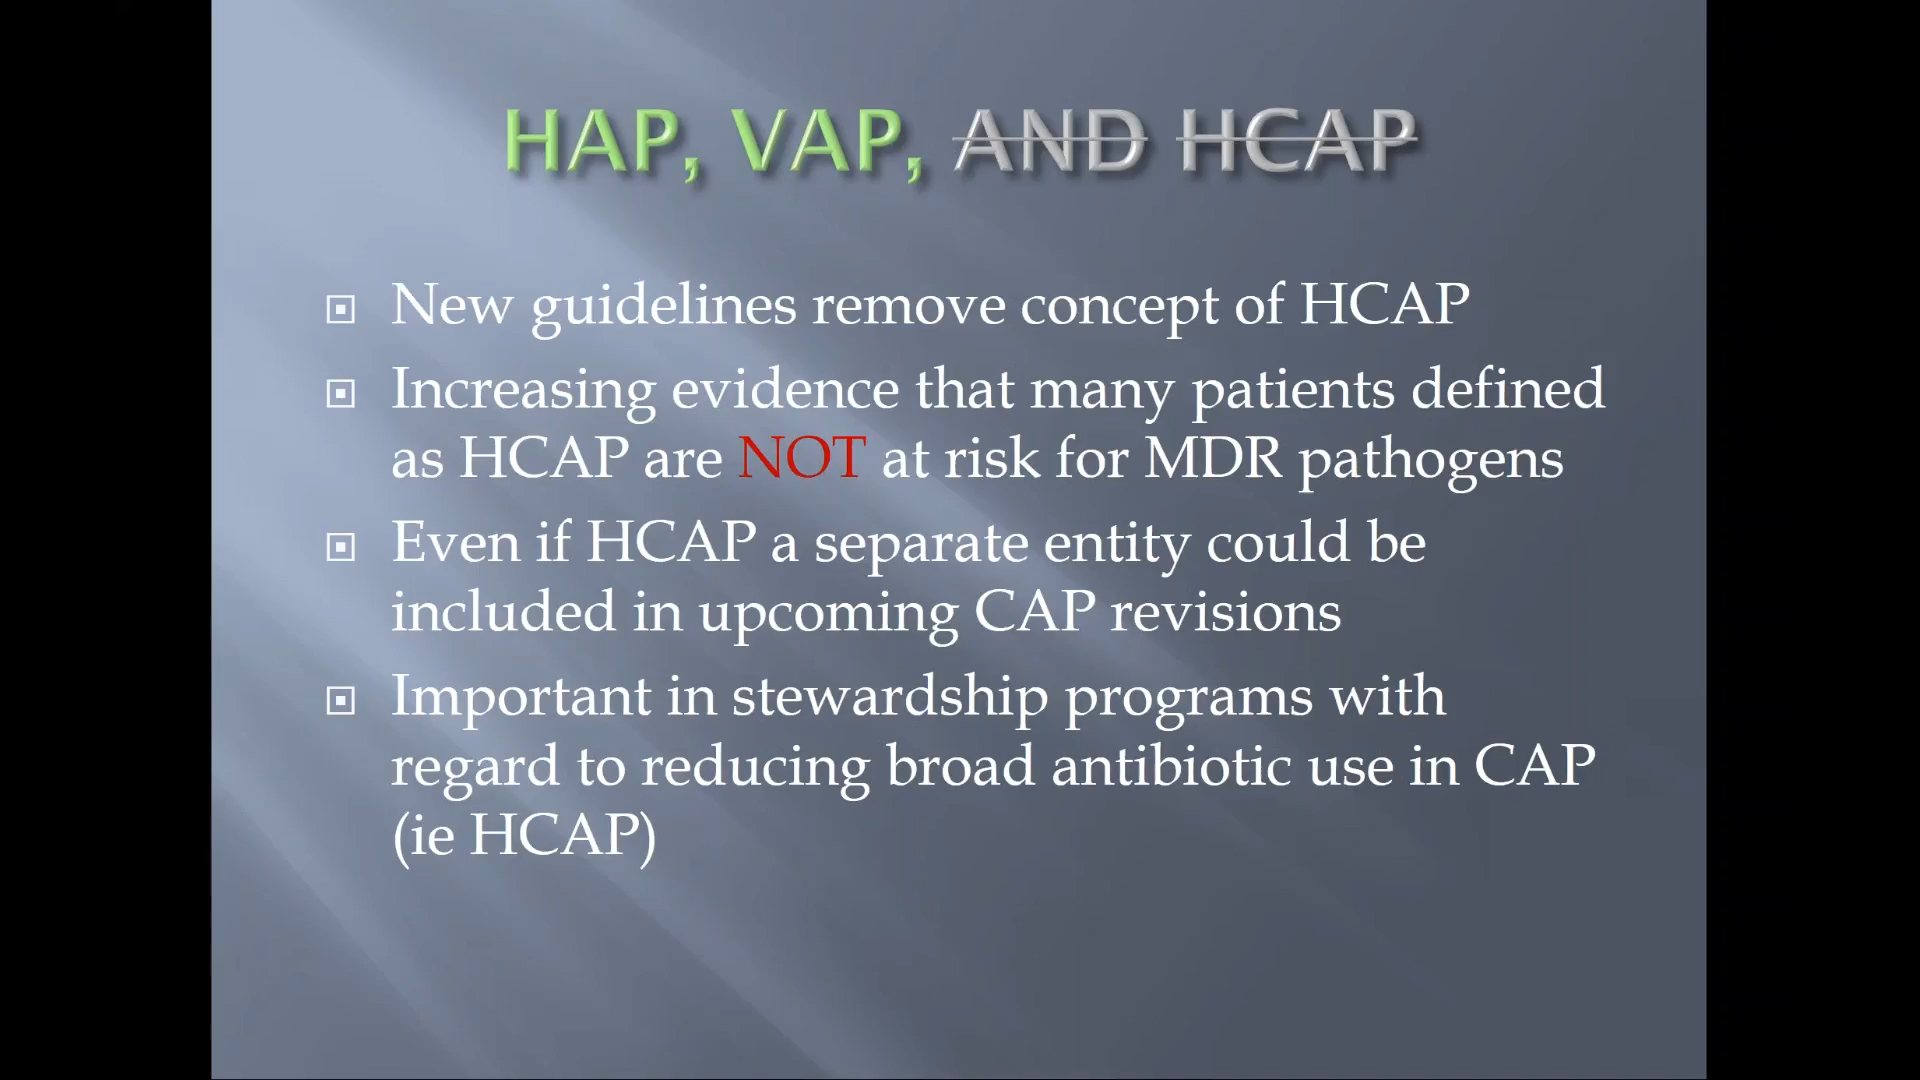 HAP, VAP, AND HCAP
New guidelines remove concept of HCAP
Increasing evidence that many patients defined
as HCAP are NOT at risk for MDR pathogens
Even if HCAP a separate entity could be
included in upcoming CAP revisions
Important in stewardship programs with
regard to reducing broad antibiotic use in CAP
(ie HCAP)